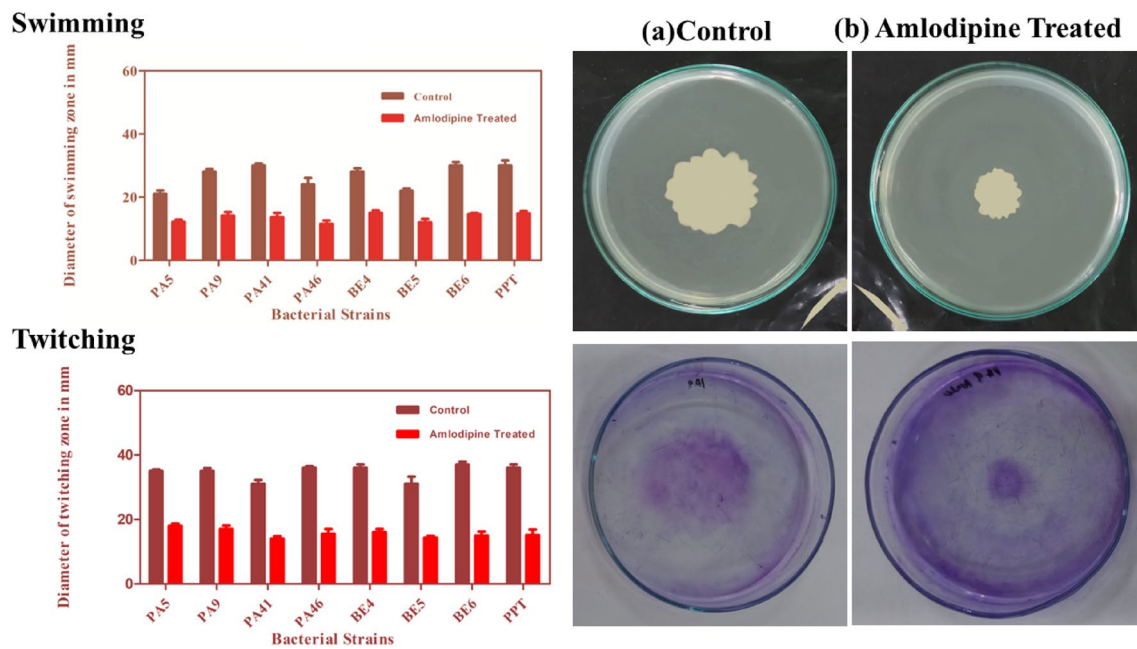 Swimming
(a)Control
(b) Amlodipine Treated
Diameter of swimming zone in mm
60
40
20
0
Control
Amlodipine Treated
PA5
PA9
PA41
PA46
BE4
BE5
BE6
PPT
Bacterial Strains
Twitching
Diameter of twitching zone in mm
60
40
20
0
Control
Amlodipine Treated
PA5
PA9
PA41
PA46
BE4
BE5
BE6
PPT
Bacterial Strains